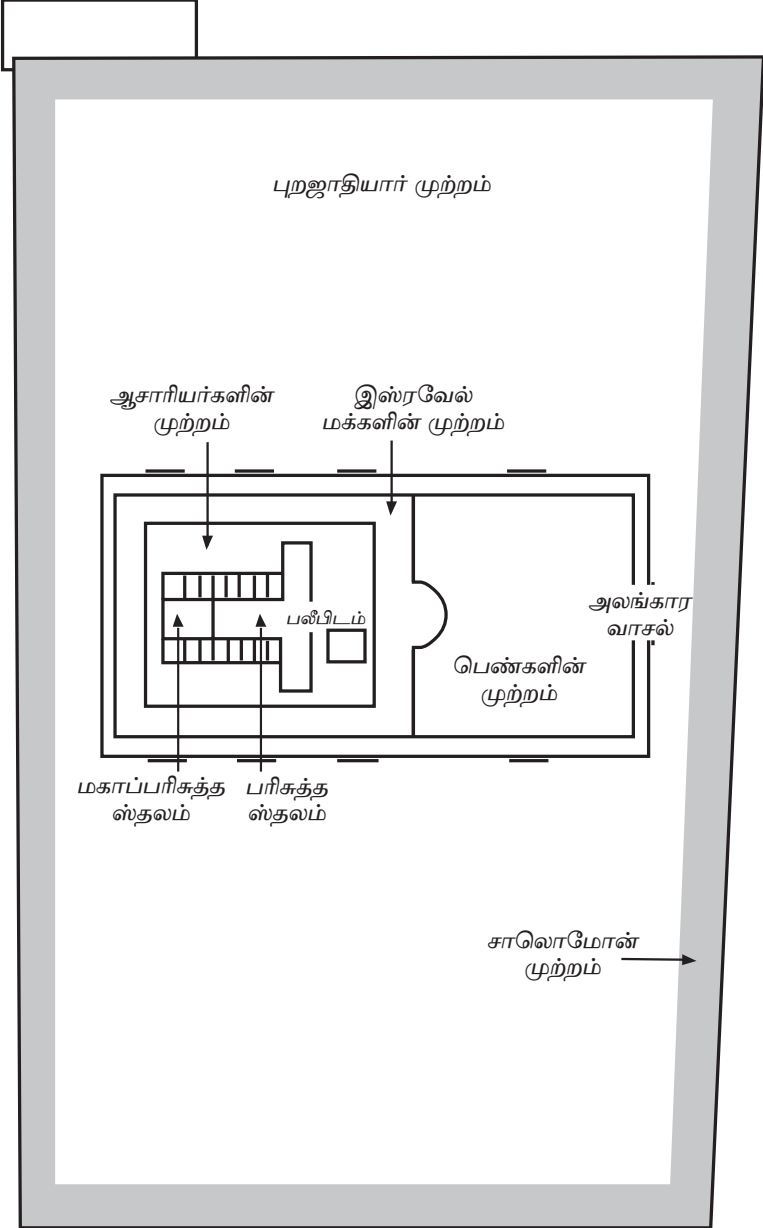 புறஜாதியார் முற்றம்
ஆசாரியர்களின்
முற்றம்
இஸ்ரவேல்
மக்களின் முற்றம்
அலங்கார
வாசல்
பலீபிடம்
பெண்களின்
முற்றம்
மகாப்பரிசுத்த
ஸ்தலம்
பரிசுத்த
ஸ்தலம்
சாலொமோன்
முற்றம்